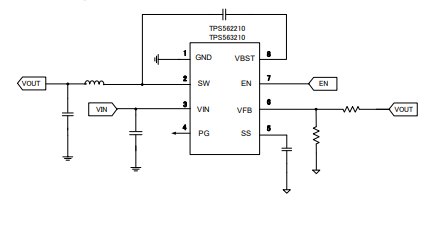 TPS562210
TPS563210
1 GND VBST 8
VOUT 2 SW EN 7 EN
VIN 3 VIN VFB 6 VOUT
4 PG SS 5